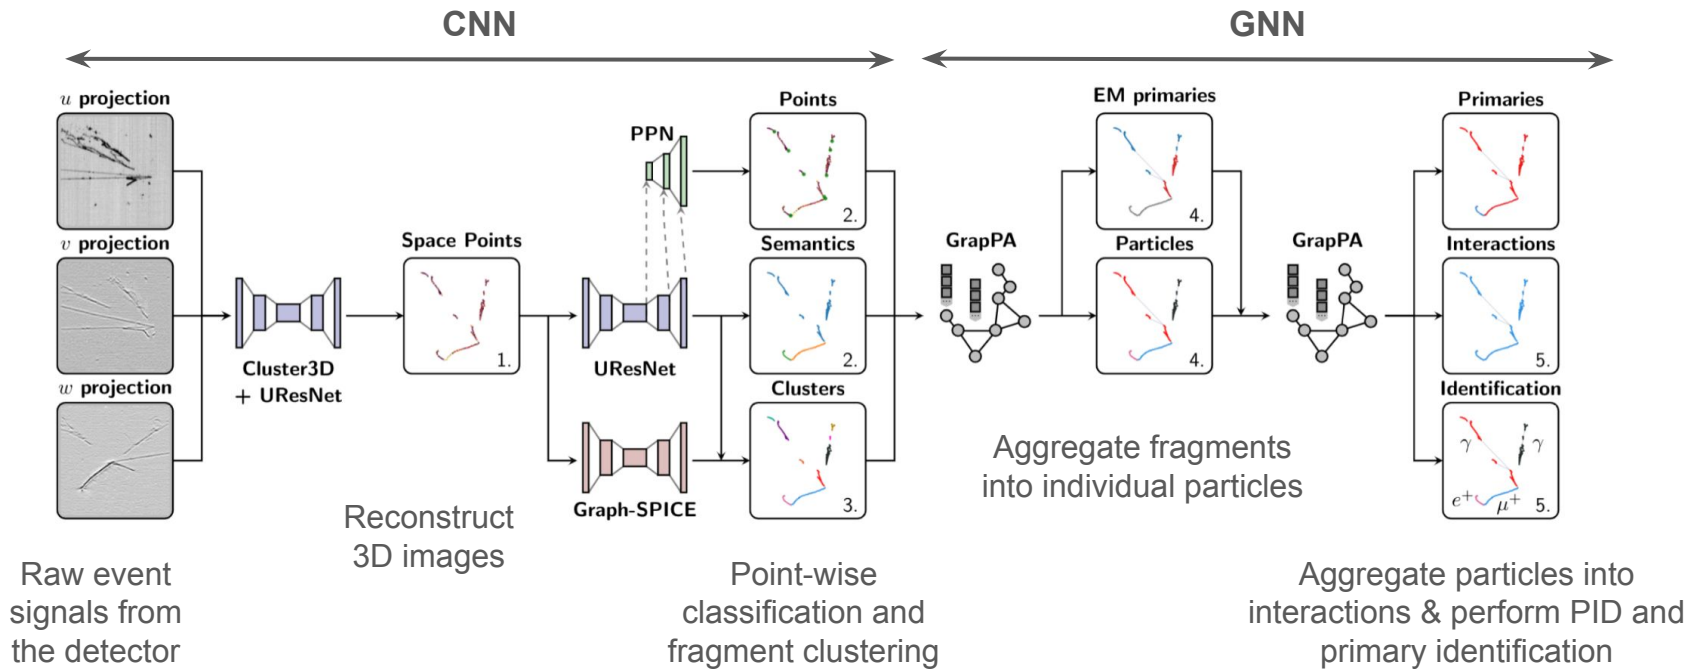 CNN
GNN
u projection
v projection
w projection
Cluster3D
+ UResNet
Space Points
1.
PPN
UResNet
Graph-SPICE
Points
2.
Semantics
2.
Clusters
3.
GrapPA
EM primaries
4.
Particles
4.
GrapPA
Primaries
Interactions
5.
Identification
γ
γ
e+
μ+
5.
Raw event
signals from
the detector
Reconstruct
3D images
Point-wise
classification and
fragment clustering
Aggregate fragments
into individual particles
Aggregate particles into
interactions & perform PID and
primary identification